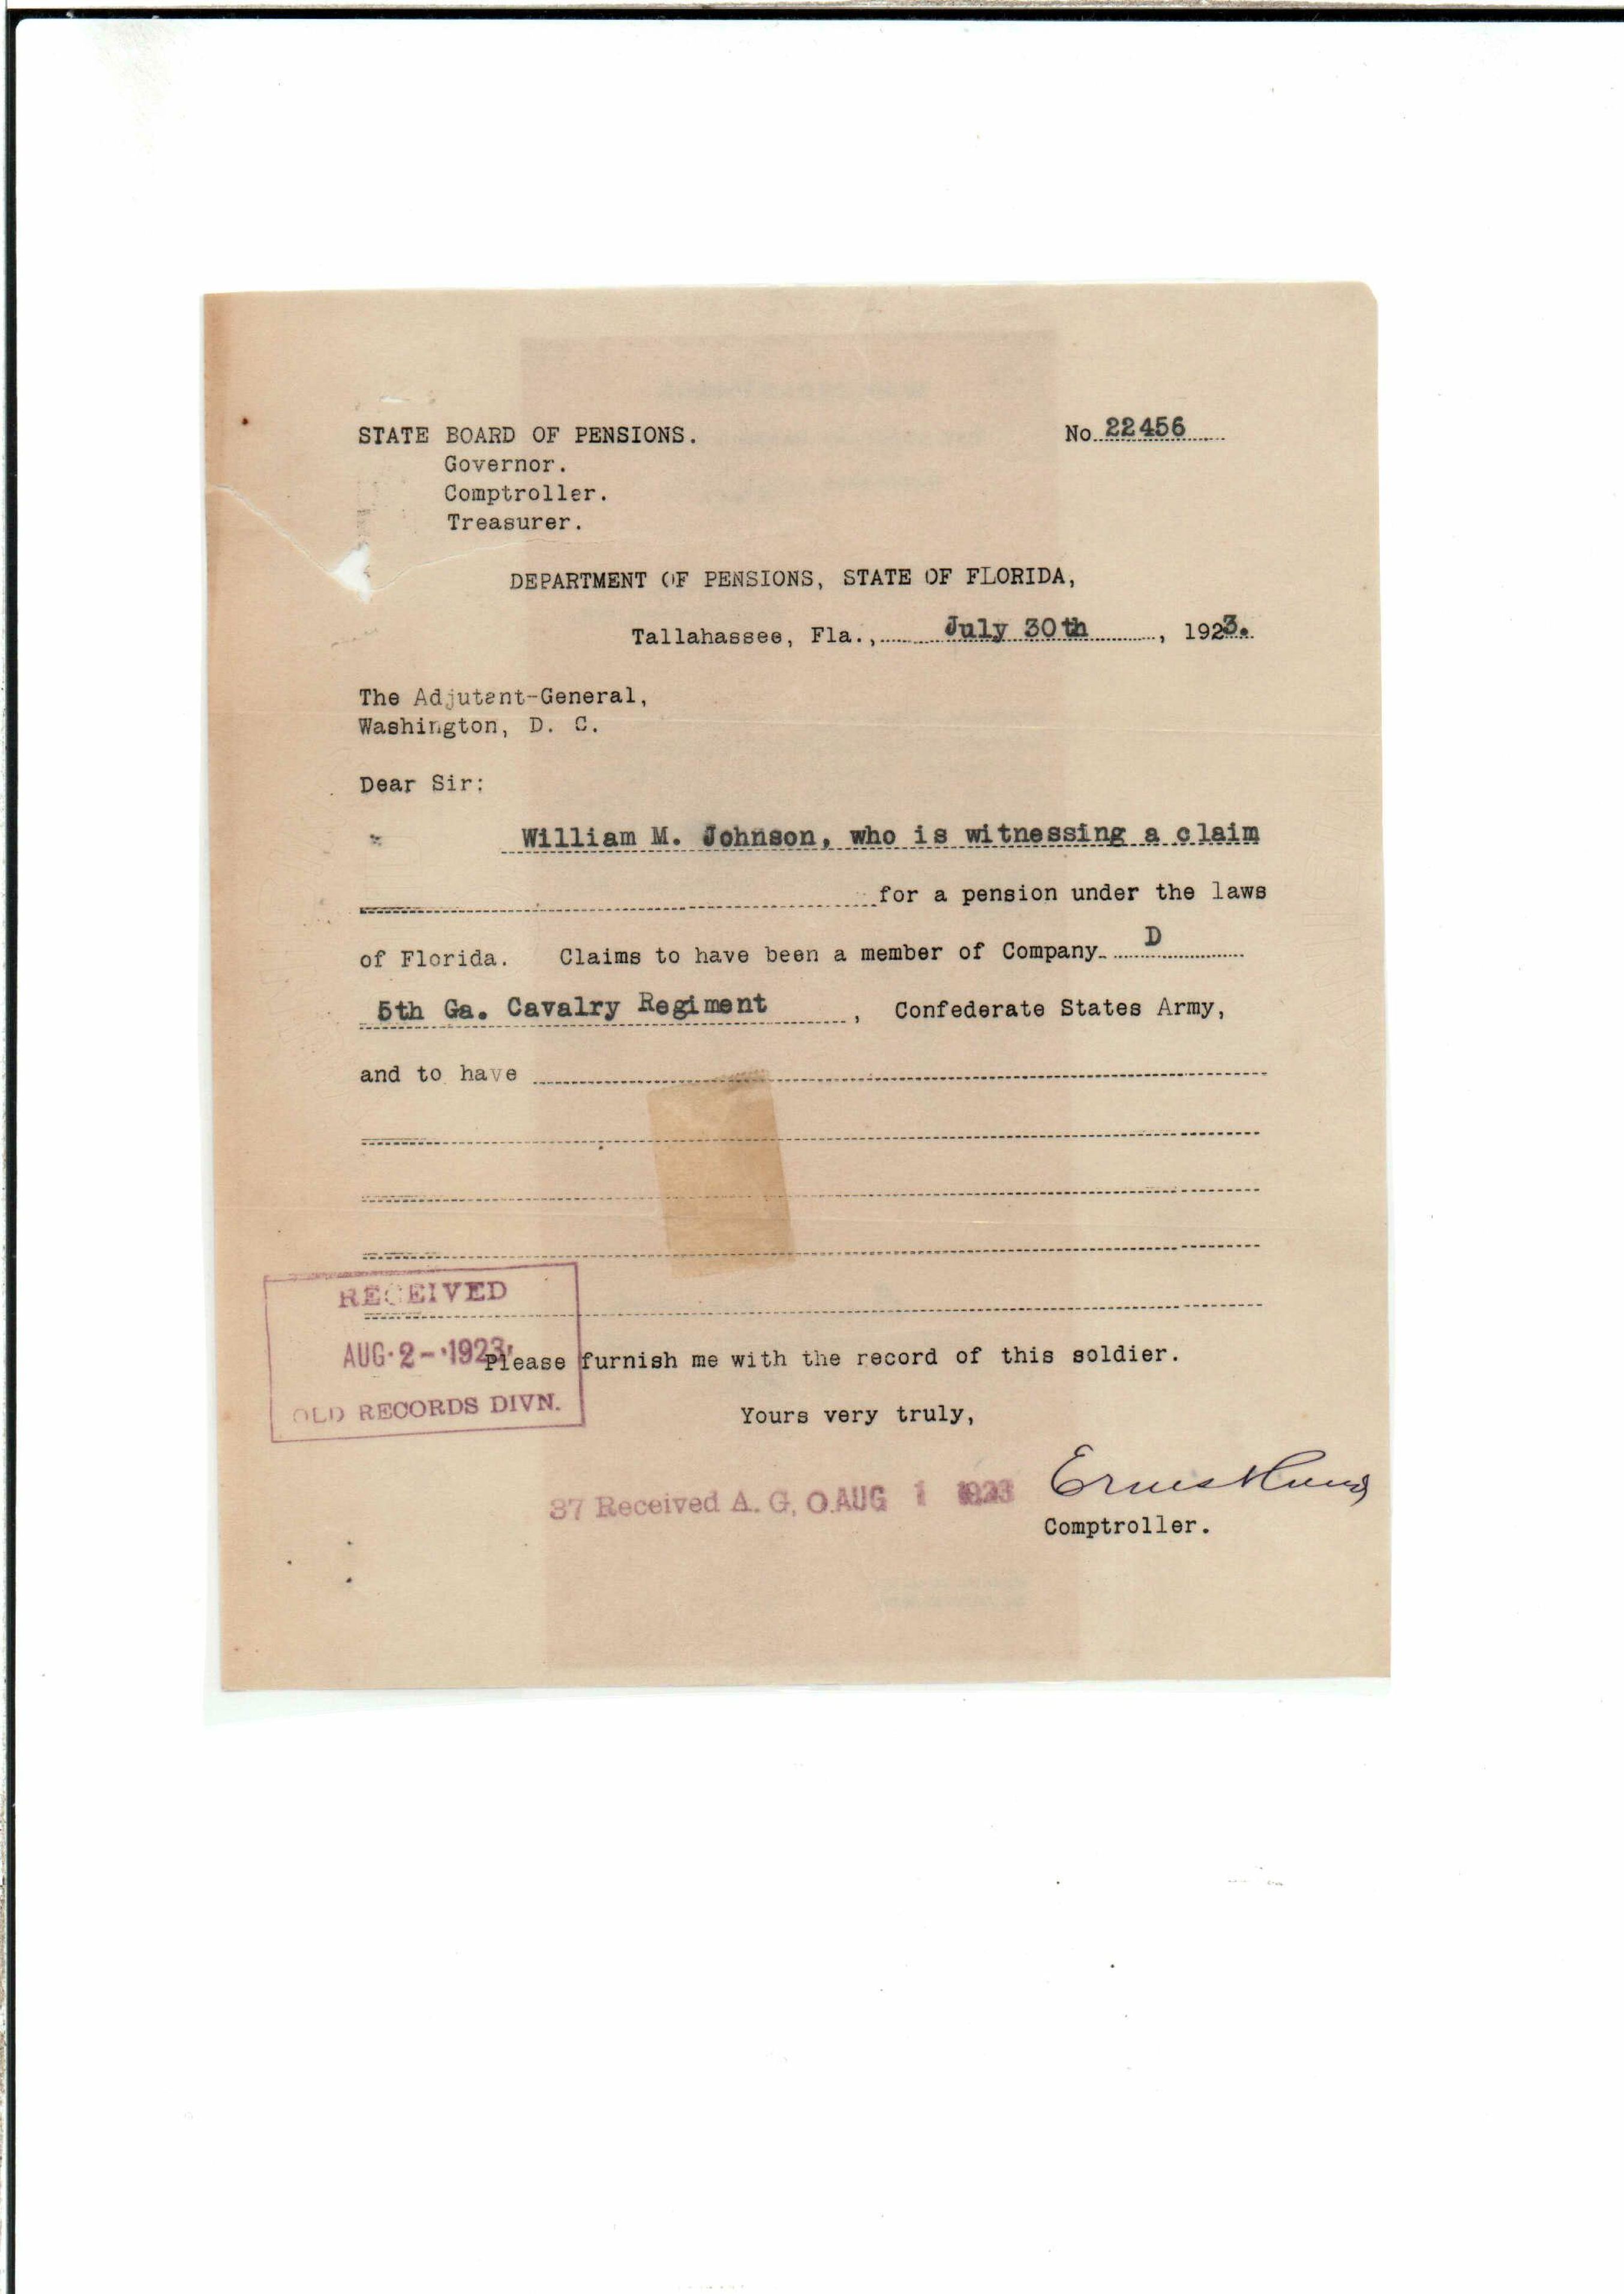 STATE BOARD OF PENSIONS.
No 22456
Governor.
Comptroller.
Treasurer.
DEPARTMENT OF PENSIONS, STATE OF FLORIDA,
Tallahassee, Fla., July 30th, 1923.
The Adjutant-General,
Washington, D. C.
Dear Sir:
William M. Johnson, who is witnessing a claim
for a pension under the laws
of Florida. Claims to have been a member of Company D
5th Ga. Cavalry Regiment, Confederate States Army,
and to have
RECEIVED
AUG 2 - 1923
OLD RECORDS DIVN.
Please furnish me with the record of this soldier.
Yours very truly,
37 Received A. G. O. AUG 1 1923
Ernest
Comptroller.